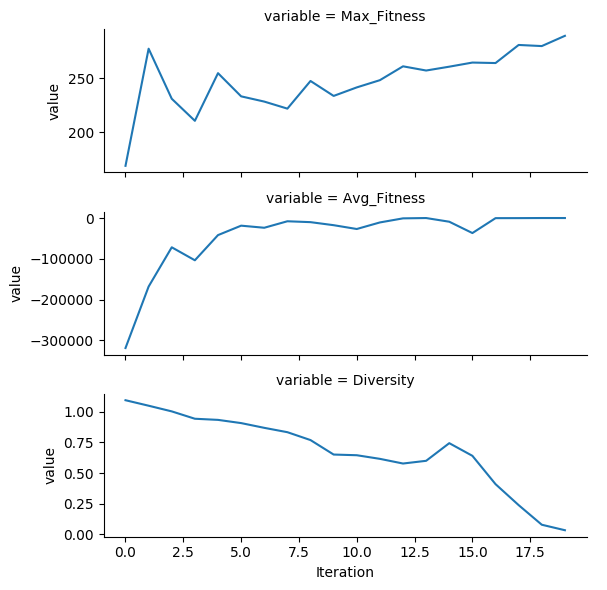 variable = Max_Fitness
250
200
value
variable = Avg_Fitness
0
−100000
−200000
−300000
value
variable = Diversity
1.00
0.75
0.50
0.25
0.00
value
0.0 2.5 5.0 7.5 10.0 12.5 15.0 17.5
Iteration